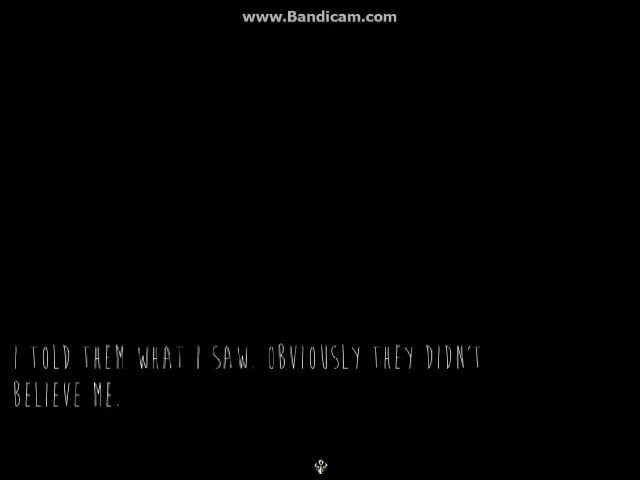 www.Bandicam.com
I TOLD THEM WHAT I SAW. OBVIOUSLY THEY DIDN'T
BELIEVE ME.